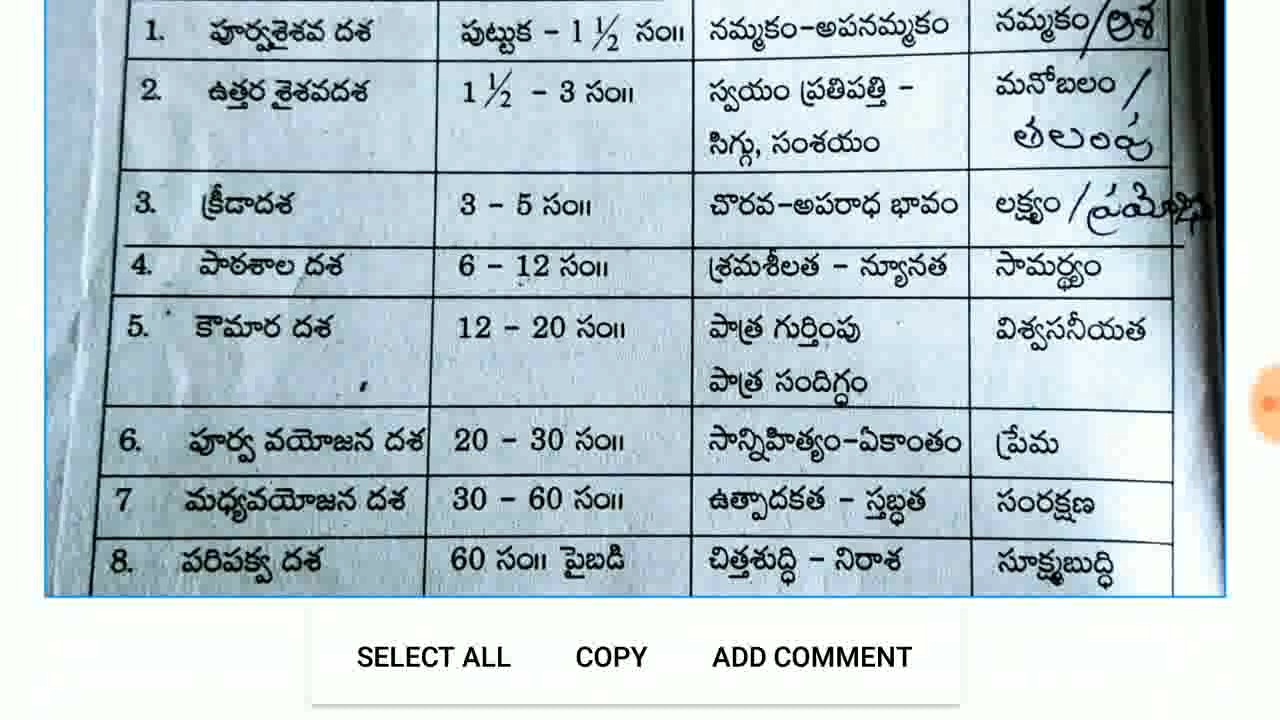 1. పూర్వశైశవ దశ పుట్టుక - 1 ½ సం॥ నమ్మకం-అపనమ్మకం నమ్మకం/ఆశ
2. ఉత్తర శైశవదశ 1 ½ - 3 సం॥ స్వయం ప్రతిపత్తి - మనోబలం /
సిగ్గు, సంశయం తలంపు
3. క్రీడాదశ 3 - 5 సం॥ చొరవ-అపరాధ భావం లక్ష్యం /
4. పాఠశాల దశ 6 - 12 సం॥ శ్రమశీలత - న్యూనత సామర్థ్యం
5. కౌమార దశ 12 - 20 సం॥ పాత్ర గుర్తింపు విశ్వసనీయత
పాత్ర సందిగ్ధం
6. పూర్వ వయోజన దశ 20 - 30 సం॥ సాన్నిహిత్యం-ఏకాంతం ప్రేమ
7 మధ్యవయోజన దశ 30 - 60 సం॥ ఉత్పాదకత - స్తబ్ధత సంరక్షణ
8. పరిపక్వ దశ 60 సం॥ పైబడి చిత్తశుద్ధి - నిరాశ సూక్ష్మబుద్ధి
SELECT ALL COPY ADD COMMENT